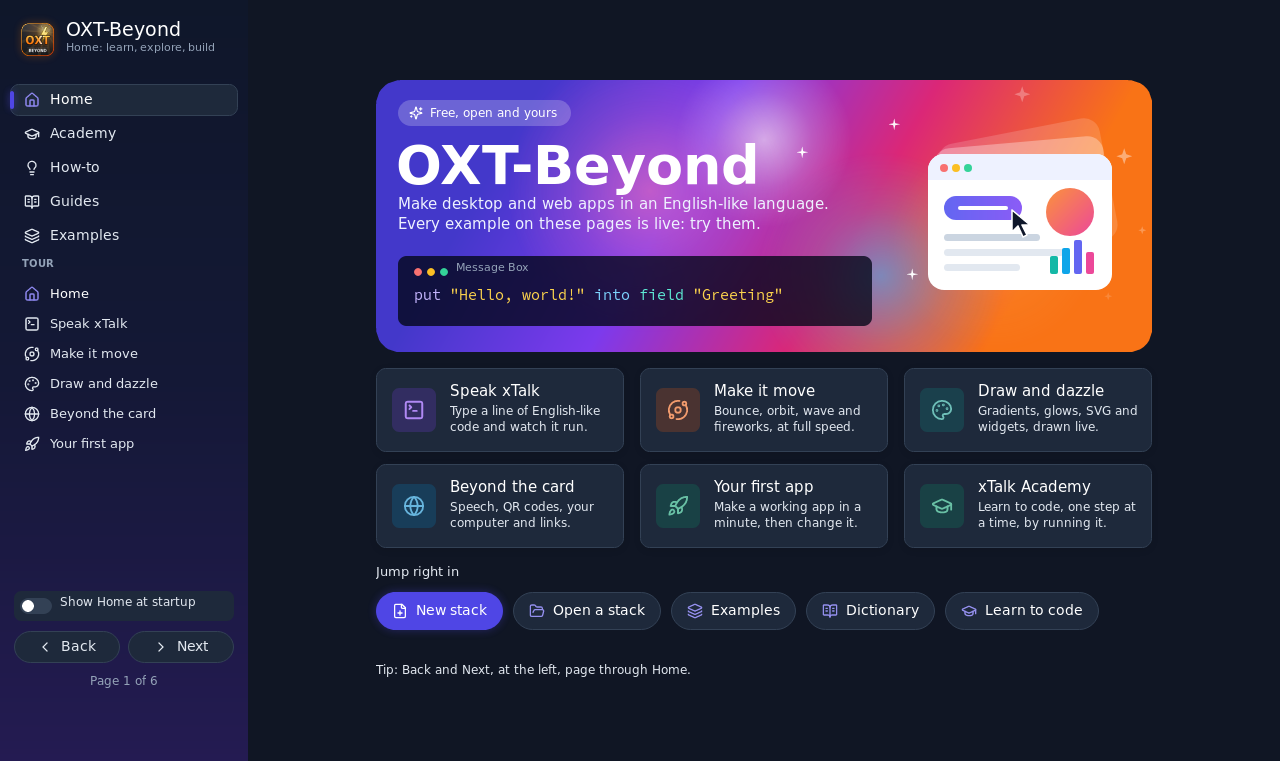 OXT
BEYOND
OXT-Beyond
Home: learn, explore, build
Home
Academy
How-to
Guides
Examples
TOUR
Home
Speak xTalk
Make it move
Draw and dazzle
Beyond the card
Your first app
Show Home at startup
Back
Next
Page 1 of 6
Free, open and yours
OXT-Beyond
Make desktop and web apps in an English-like language.
Every example on these pages is live: try them.
Message Box
put "Hello, world!" into field "Greeting"
Speak xTalk
Type a line of English-like
code and watch it run.
Make it move
Bounce, orbit, wave and
fireworks, at full speed.
Draw and dazzle
Gradients, glows, SVG and
widgets, drawn live.
Beyond the card
Speech, QR codes, your
computer and links.
Your first app
Make a working app in a
minute, then change it.
xTalk Academy
Learn to code, one step at
a time, by running it.
Jump right in
New stack
Open a stack
Examples
Dictionary
Learn to code
Tip: Back and Next, at the left, page through Home.